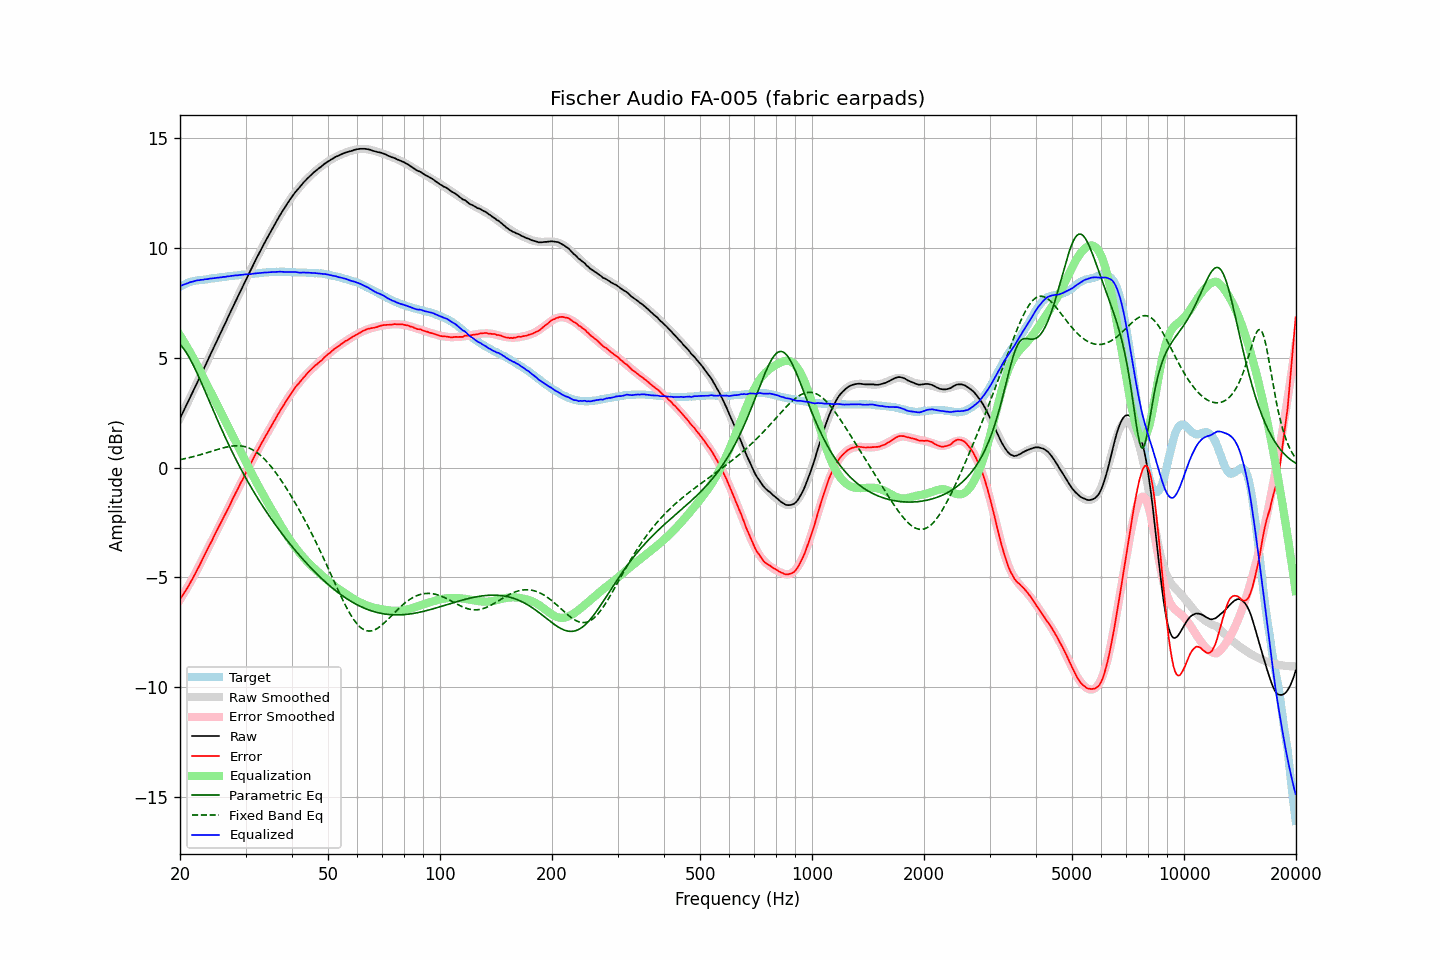 Fischer Audio FA-005 (fabric earpads)
Amplitude (dBr)
15
10
5
0
−5
−10
−15
Target
Raw Smoothed
Error Smoothed
Raw
Error
Equalization
Parametric Eq
Fixed Band Eq
Equalized
20 50 100 200 500 1000 2000 5000 10000 20000
Frequency (Hz)